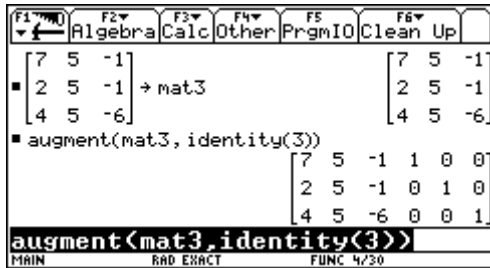 F1 F2 Algebra F3 Calc F4 Other F5 PrgmIO F6 Clean Up
7 5 -1 7 5 -1
2 5 -1 → mat3 2 5 -1
4 5 -6 4 5 -6
augment(mat3,identity(3))
7 5 -1 1 0 0
2 5 -1 0 1 0
4 5 -6 0 0 1
augment(mat3,identity(3))
MAIN RAD EXACT FUNC 4/30